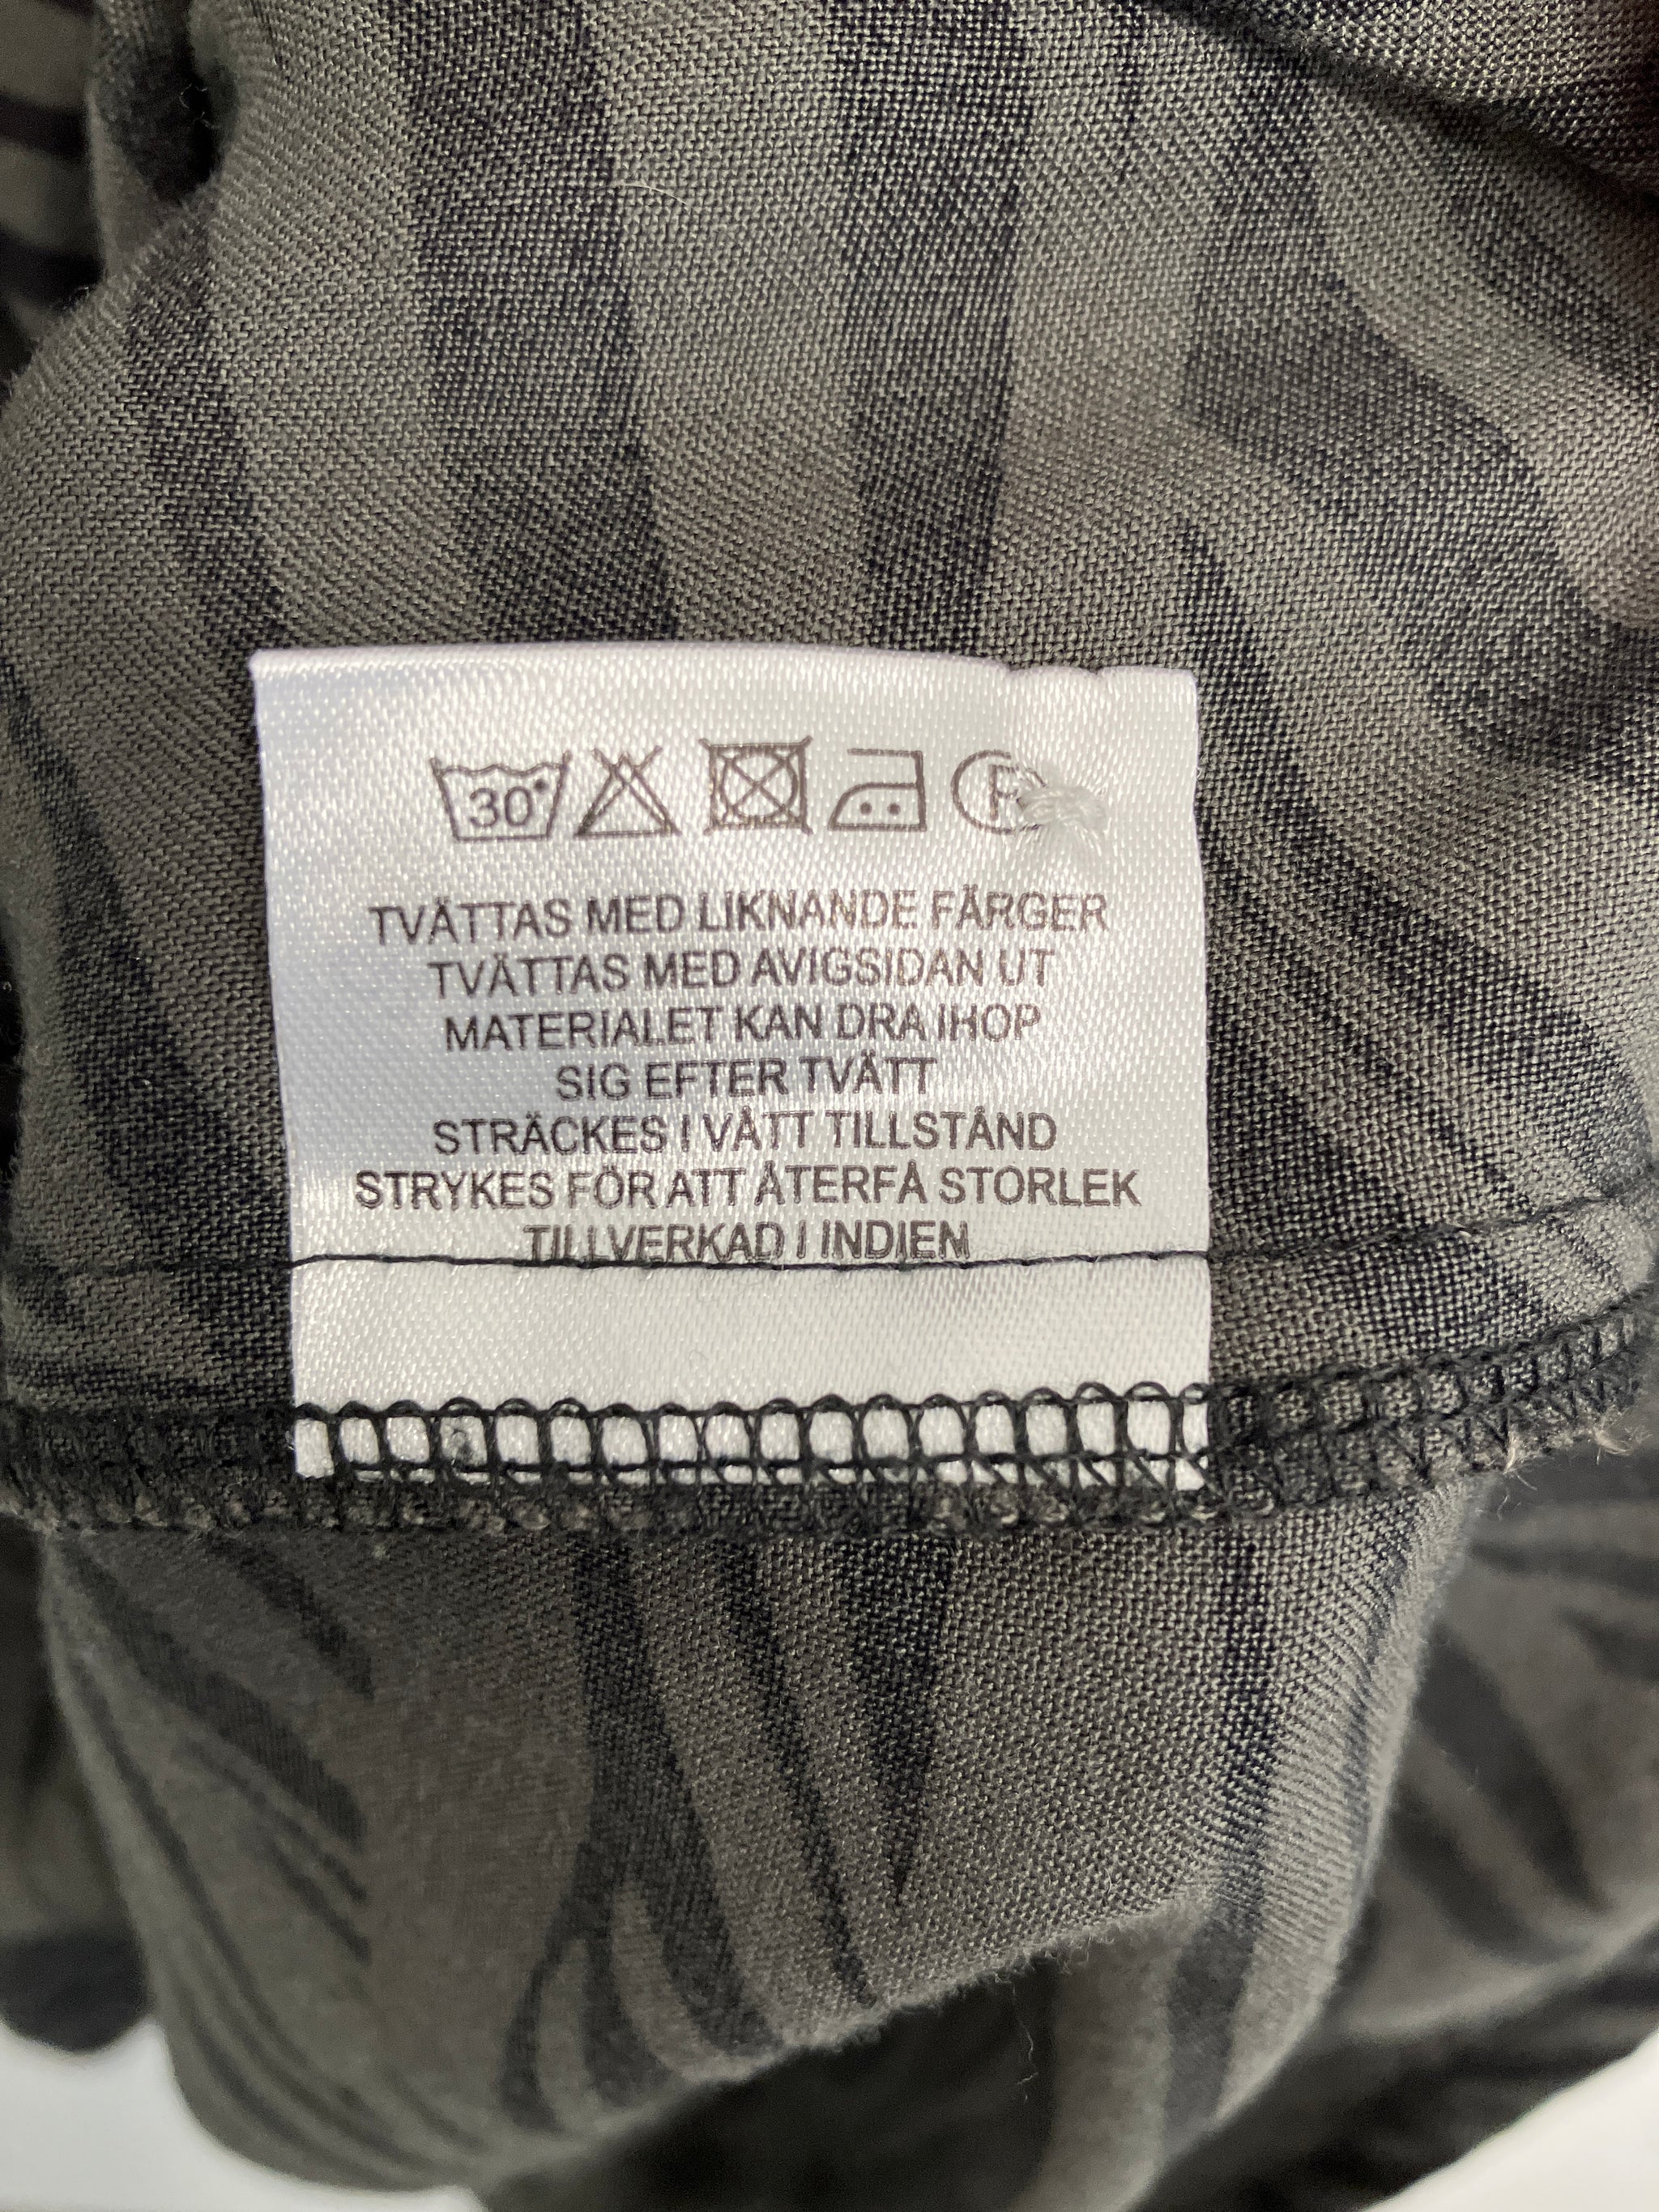 30°
P
TVÄTTAS MED LIKNANDE FÄRGER
TVÄTTAS MED AVIGSIDAN UT
MATERIALET KAN DRA IHOP
SIG EFTER TVÄTT
STRÄCKES I VÅTT TILLSTÅND
STRYKES FÖR ATT ÅTERFÅ STORLEK
TILLVERKAD I INDIEN